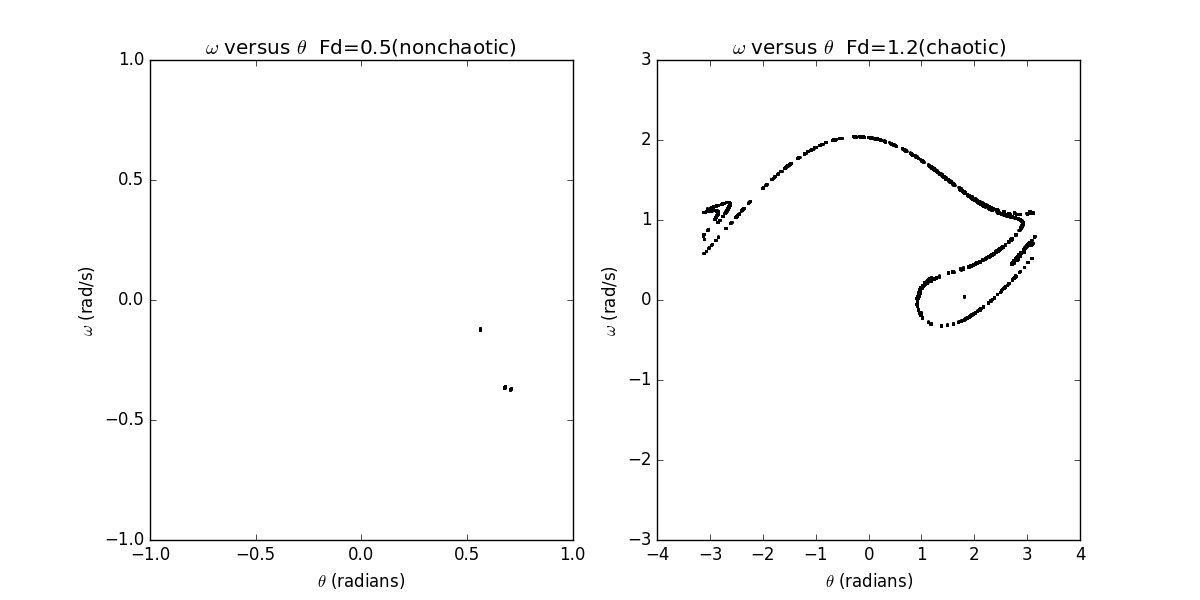 ω versus θ Fd=0.5(nonchaotic)
1.0
0.5
0.0
−0.5
−1.0
ω (rad/s)
−1.0 −0.5 0.0 0.5 1.0
θ (radians)
ω versus θ Fd=1.2(chaotic)
3
2
1
0
−1
−2
−3
ω (rad/s)
−4 −3 −2 −1 0 1 2 3 4
θ (radians)